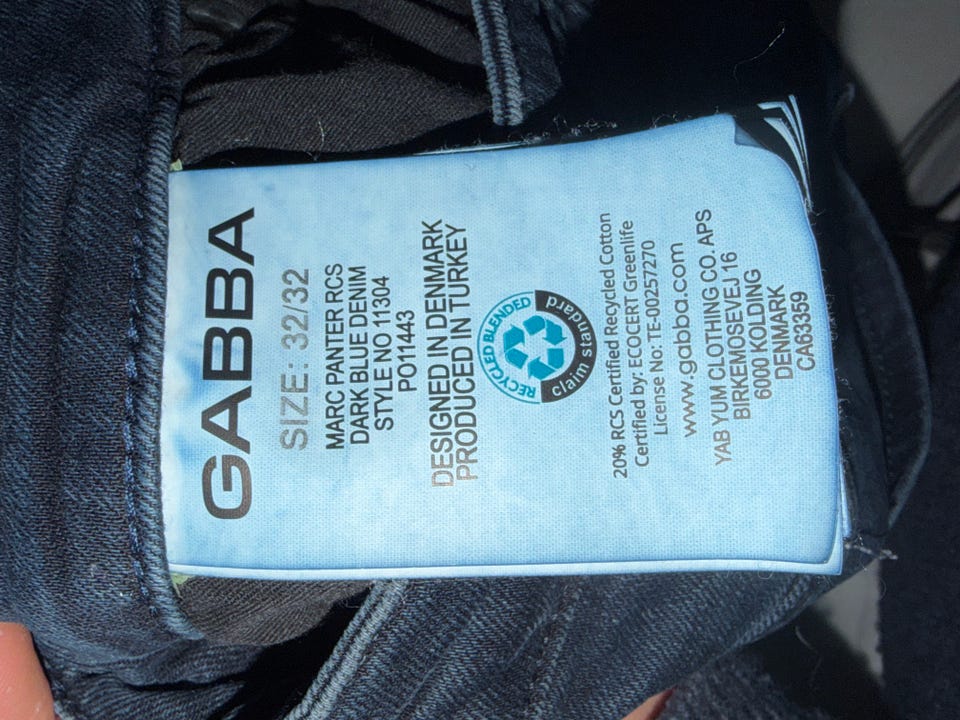 GABBA
SIZE: 32/32
MARC PANTER RCS
DARK BLUE DENIM
STYLE NO 11304
PO11443
DESIGNED IN DENMARK
PRODUCED IN TURKEY
RECYCLED BLENDED
claim standard
20% RCS Certified Recycled Cotton
Certified by: ECOCERT Greenlife
License No: TE-00257270
www.gabba.com
YAB YUM CLOTHING CO. APS
BIRKEMOSEVEJ 16
6000 KOLDING
DENMARK
CA63359